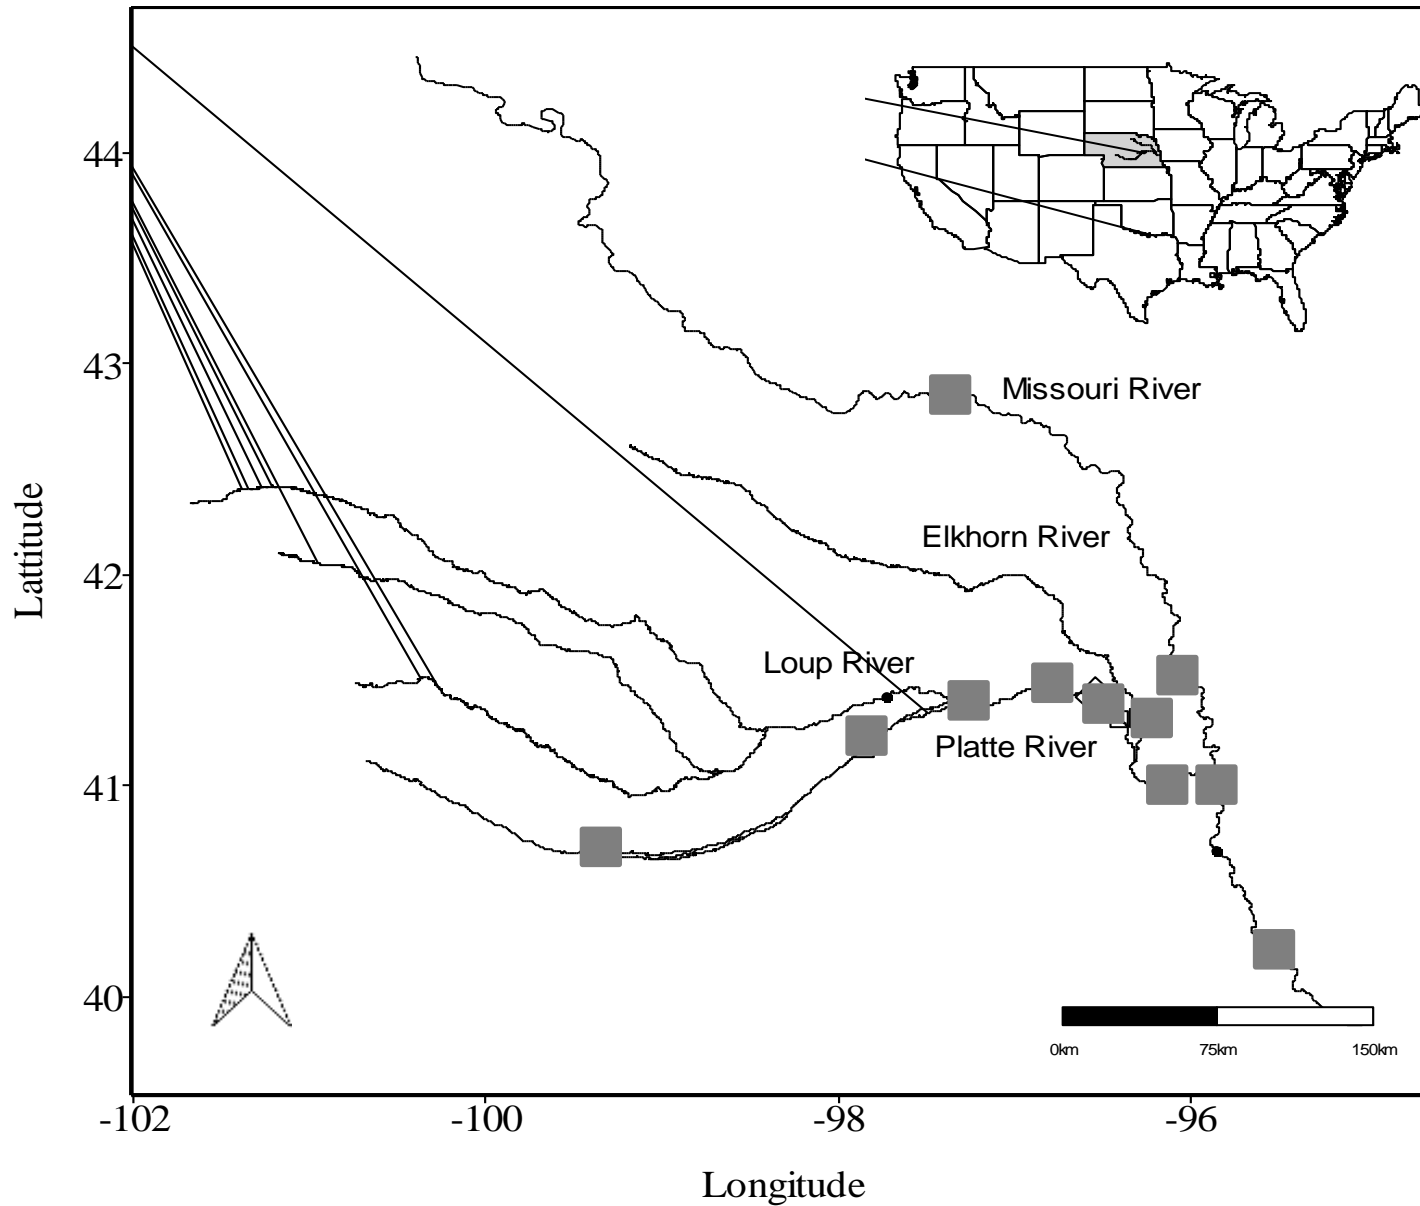 44
43
Missouri River
Lattitude
Elkhorn River
42
Loup River
Platte River
41
40
0km 75km 150km
-102 -100 -98 -96
Longitude